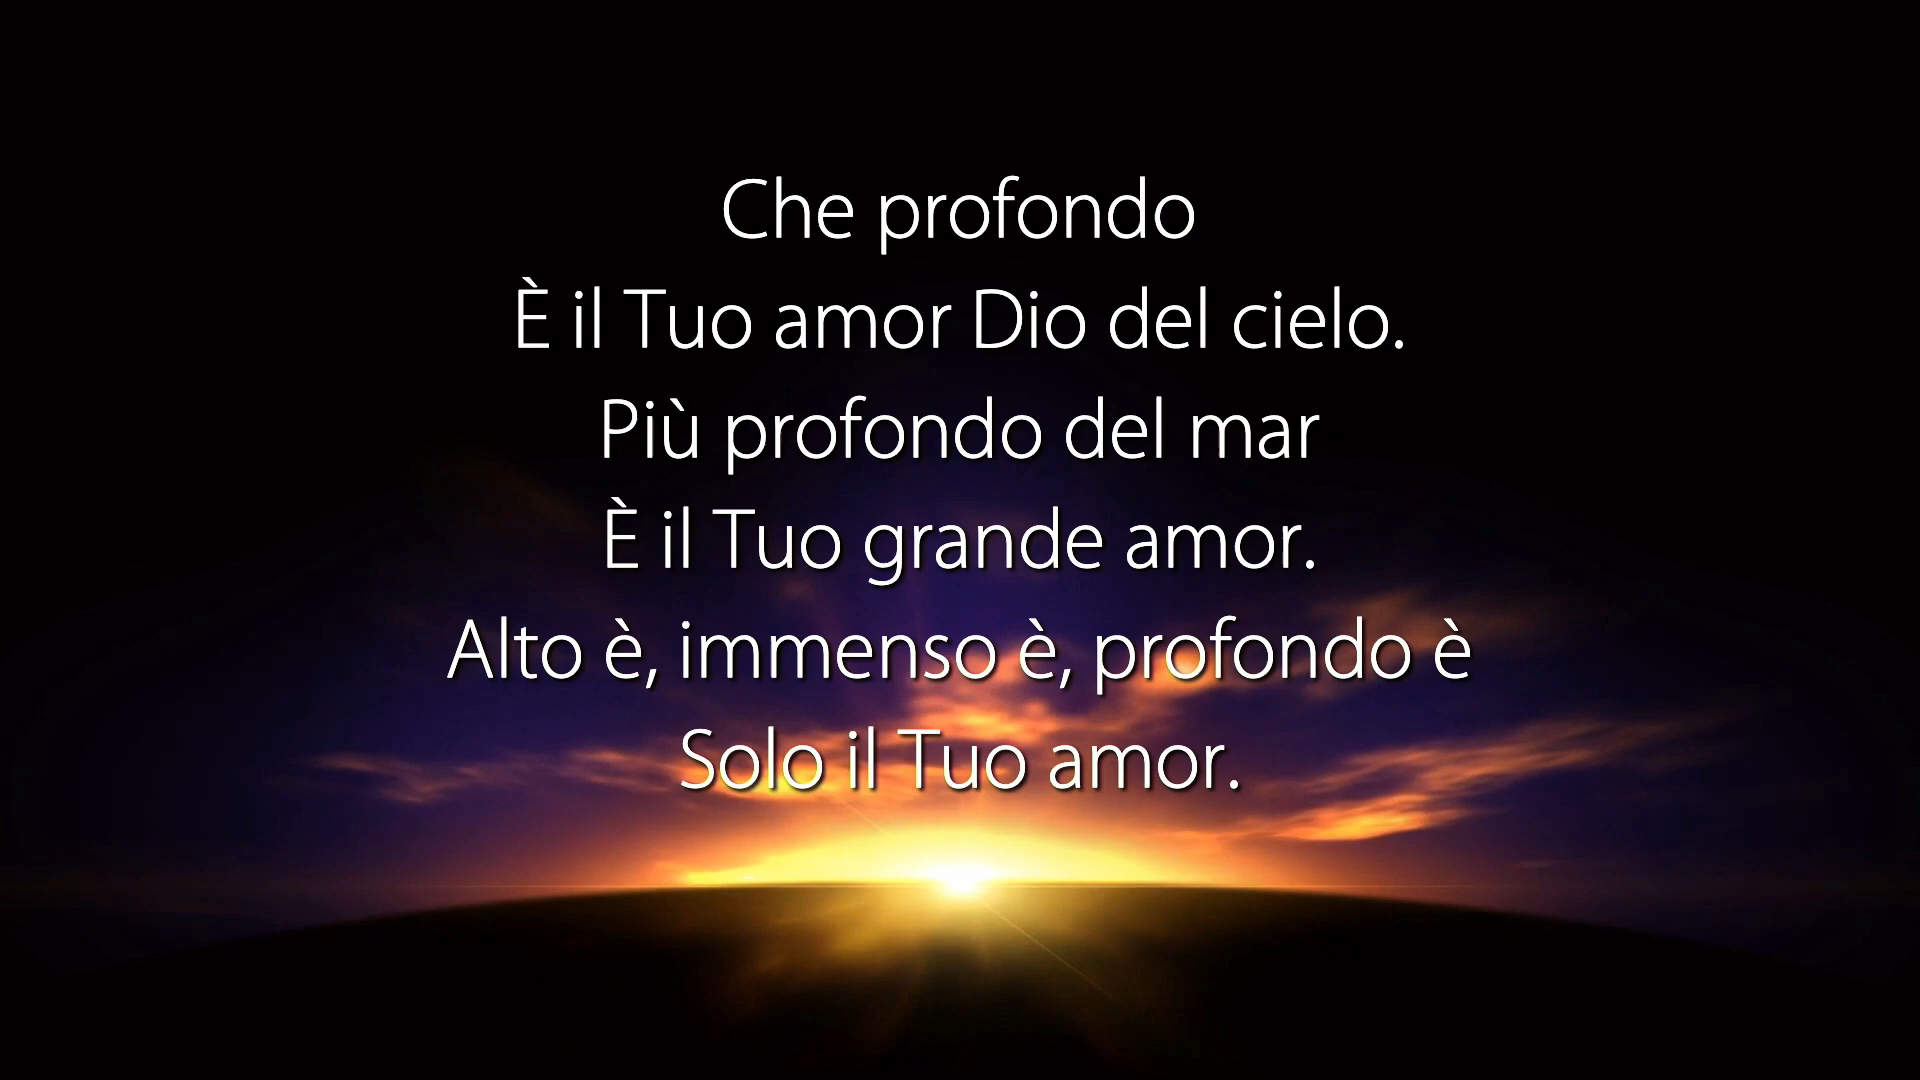 Che profondo
È il Tuo amor Dio del cielo.
Più profondo del mar
È il Tuo grande amor.
Alto è, immenso è, profondo è
Solo il Tuo amor.